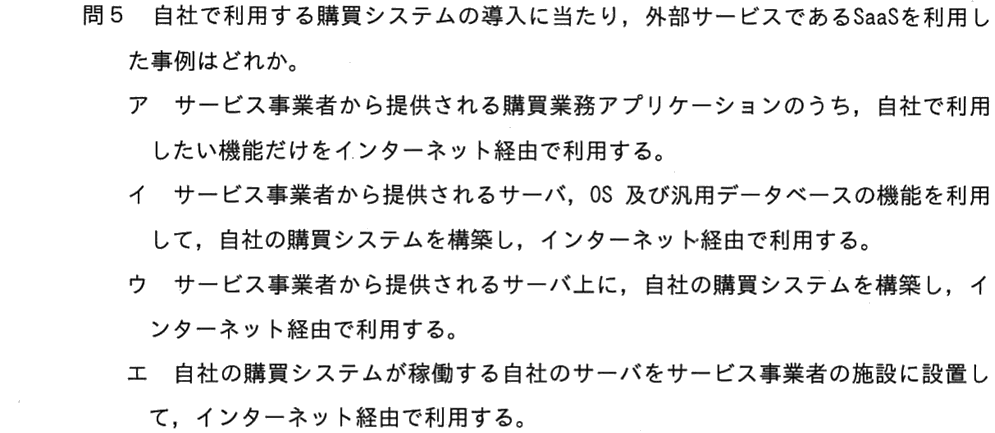 問５　自社で利用する購買システムの導入に当たり，外部サービスであるSaaSを利用し
た事例はどれか。
ア　サービス事業者から提供される購買業務アプリケーションのうち，自社で利用
したい機能だけをインターネット経由で利用する。
イ　サービス事業者から提供されるサーバ，OS 及び汎用データベースの機能を利用
して，自社の購買システムを構築し，インターネット経由で利用する。
ウ　サービス事業者から提供されるサーバ上に，自社の購買システムを構築し，イ
ンターネット経由で利用する。
エ　自社の購買システムが稼働する自社のサーバをサービス事業者の施設に設置し
て，インターネット経由で利用する。